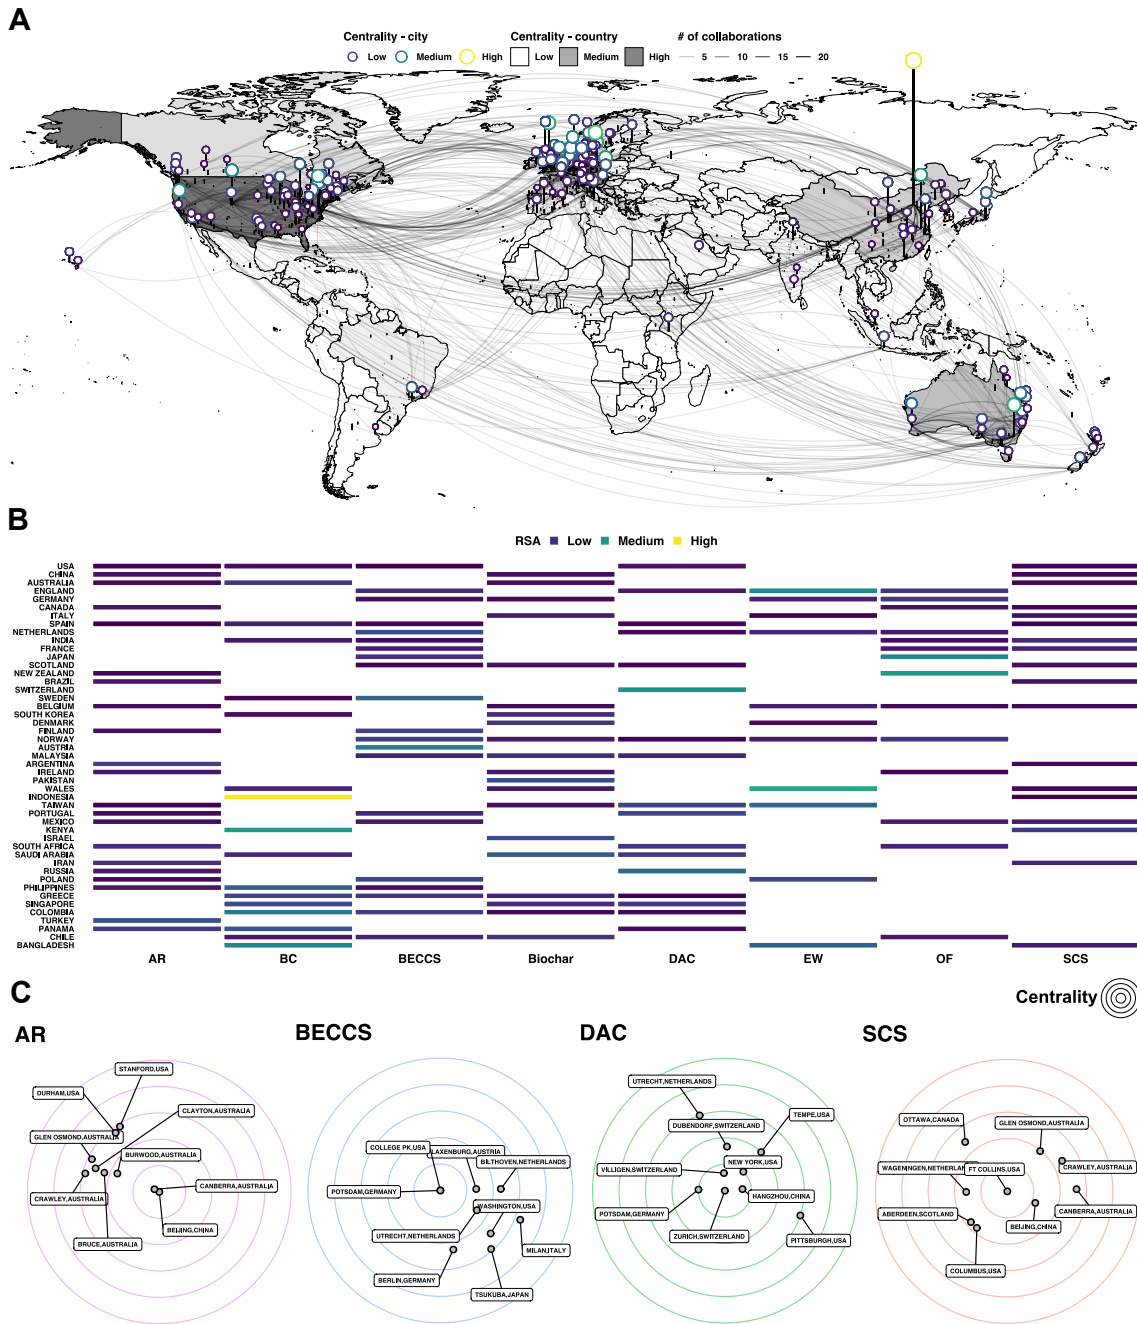 A
Centrality - city
Centrality - country
# of collaborations
Low
Medium
High
Low
Medium
High
5
10
15
20
B
RSA
Low
Medium
High
USA
CHINA
AUSTRALIA
ENGLAND
GERMANY
CANADA
ITALY
SPAIN
NETHERLANDS
INDIA
FRANCE
JAPAN
SCOTLAND
NEW ZEALAND
BRAZIL
SWITZERLAND
SWEDEN
BELGIUM
SOUTH KOREA
DENMARK
FINLAND
NORWAY
AUSTRIA
MALAYSIA
ARGENTINA
IRELAND
PAKISTAN
WALES
INDONESIA
TAIWAN
PORTUGAL
MEXICO
KENYA
ISRAEL
SOUTH AFRICA
SAUDI ARABIA
IRAN
RUSSIA
POLAND
PHILIPPINES
GREECE
SINGAPORE
COLOMBIA
TURKEY
PANAMA
CHILE
BANGLADESH
AR
BC
BECCS
Biochar
DAC
EW
OF
SCS
C
Centrality
AR
STANFORD,USA
DURHAM,USA
CLAYTON,AUSTRALIA
GLEN OSMOND,AUSTRALIA
BURWOOD,AUSTRALIA
CRAWLEY,AUSTRALIA
CANBERRA,AUSTRALIA
BEIJING,CHINA
BRUCE,AUSTRALIA
BECCS
COLLEGE PK,USA
LAXENBURG,AUSTRIA
BILTHOVEN,NETHERLANDS
POTSDAM,GERMANY
WASHINGTON,USA
UTRECHT,NETHERLANDS
MILAN,ITALY
BERLIN,GERMANY
TSUKUBA,JAPAN
DAC
UTRECHT,NETHERLANDS
TEMPE,USA
DUBENDORF,SWITZERLAND
NEW YORK,USA
VILLIGEN,SWITZERLAND
HANGZHOU,CHINA
POTSDAM,GERMANY
ZURICH,SWITZERLAND
PITTSBURGH,USA
SCS
OTTAWA,CANADA
GLEN OSMOND,AUSTRALIA
WAGENINGEN,NETHERLAN
FT COLLINS,USA
CRAWLEY,AUSTRALIA
CANBERRA,AUSTRALIA
ABERDEEN,SCOTLAND
BEIJING,CHINA
COLUMBUS,USA